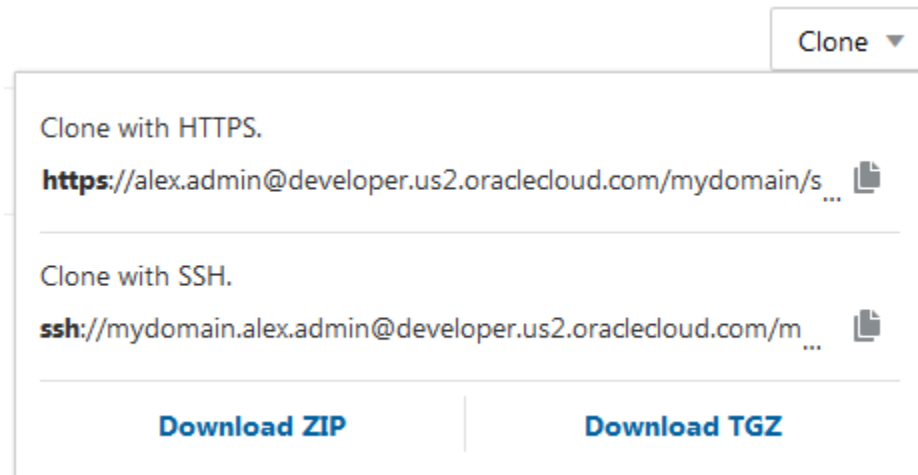 Clone
Clone with HTTPS.
https://alex.admin@developer.us2.oraclecloud.com/mydomain/s...
Clone with SSH.
ssh://mydomain.alex.admin@developer.us2.oraclecloud.com/m...
Download ZIP
Download TGZ